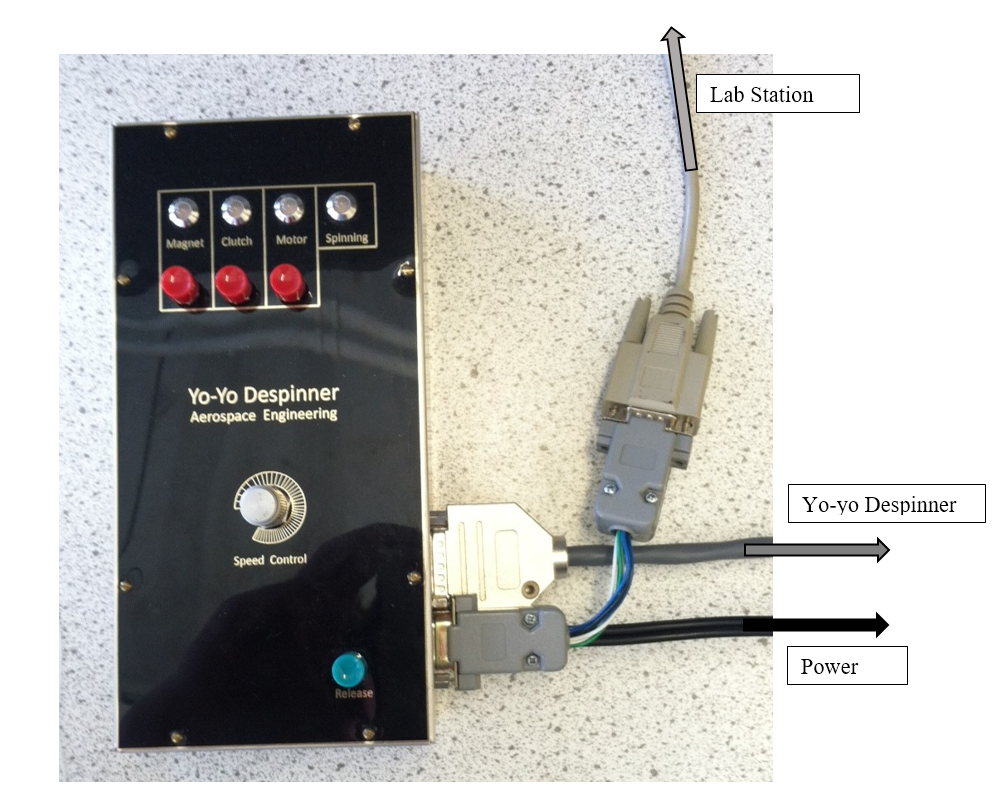 Lab Station
Magnet
Clutch
Motor
Spinning
Yo-Yo Despinner
Aerospace Engineering
Yo-yo Despinner
Speed Control
Power
Release